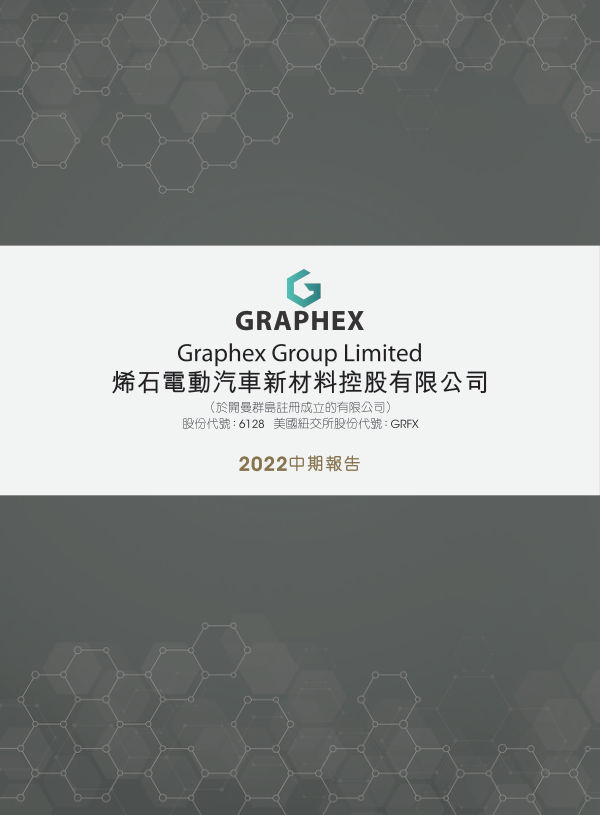 GRAPHEX
Graphex Group Limited
烯石電動汽車新材料控股有限公司
（於開曼群島註冊成立的有限公司）
股份代號：6128 美國紐交所股份代號：GRFX
2022中期報告